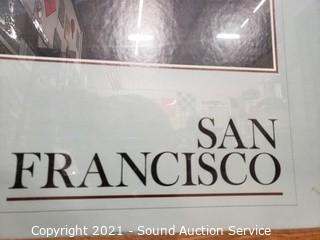 SAN
FRANCISCO
Copyright 2021 - Sound Auction Service